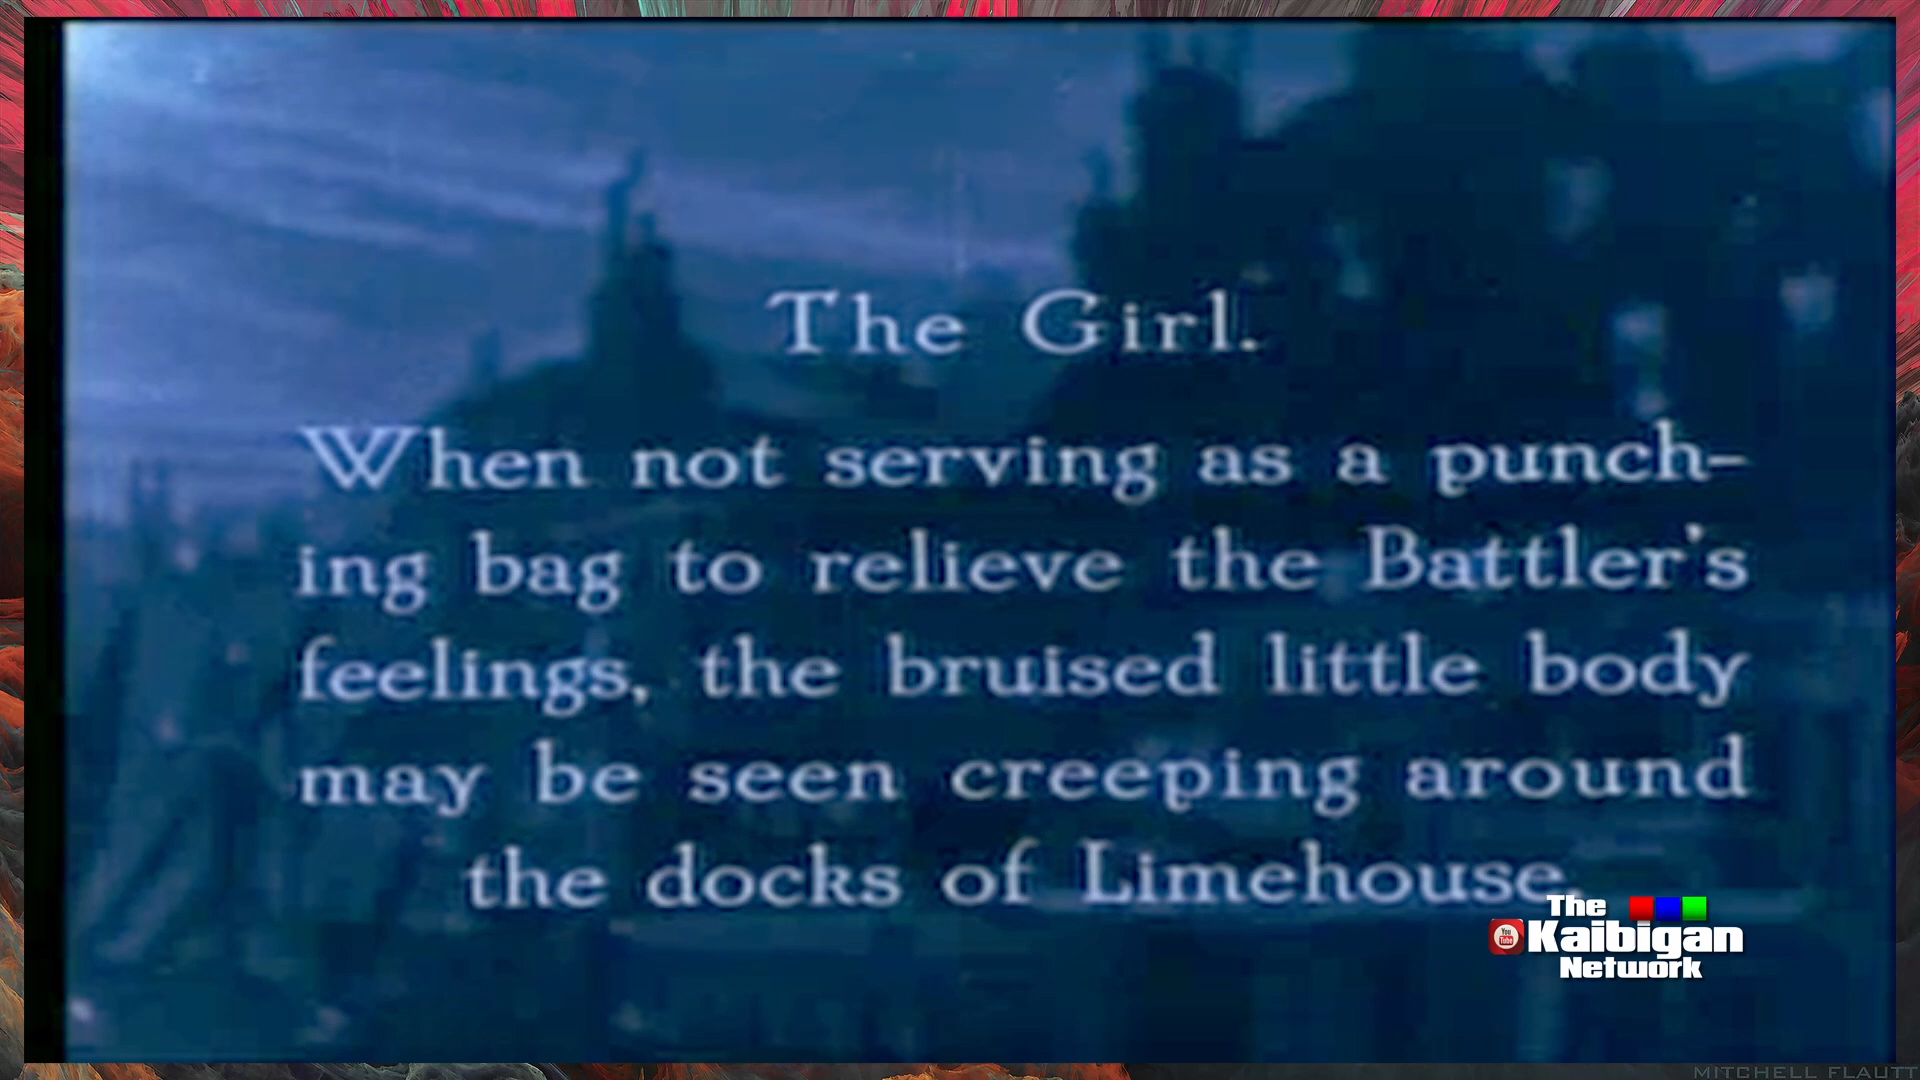 The Girl.
When not serving as a punch-
ing bag to relieve the Battler's
feelings, the bruised little body
may be seen creeping around
the docks of Limehouse.
The
You
Tube
Kaibigan
Network
MITCHELL FLAUTT